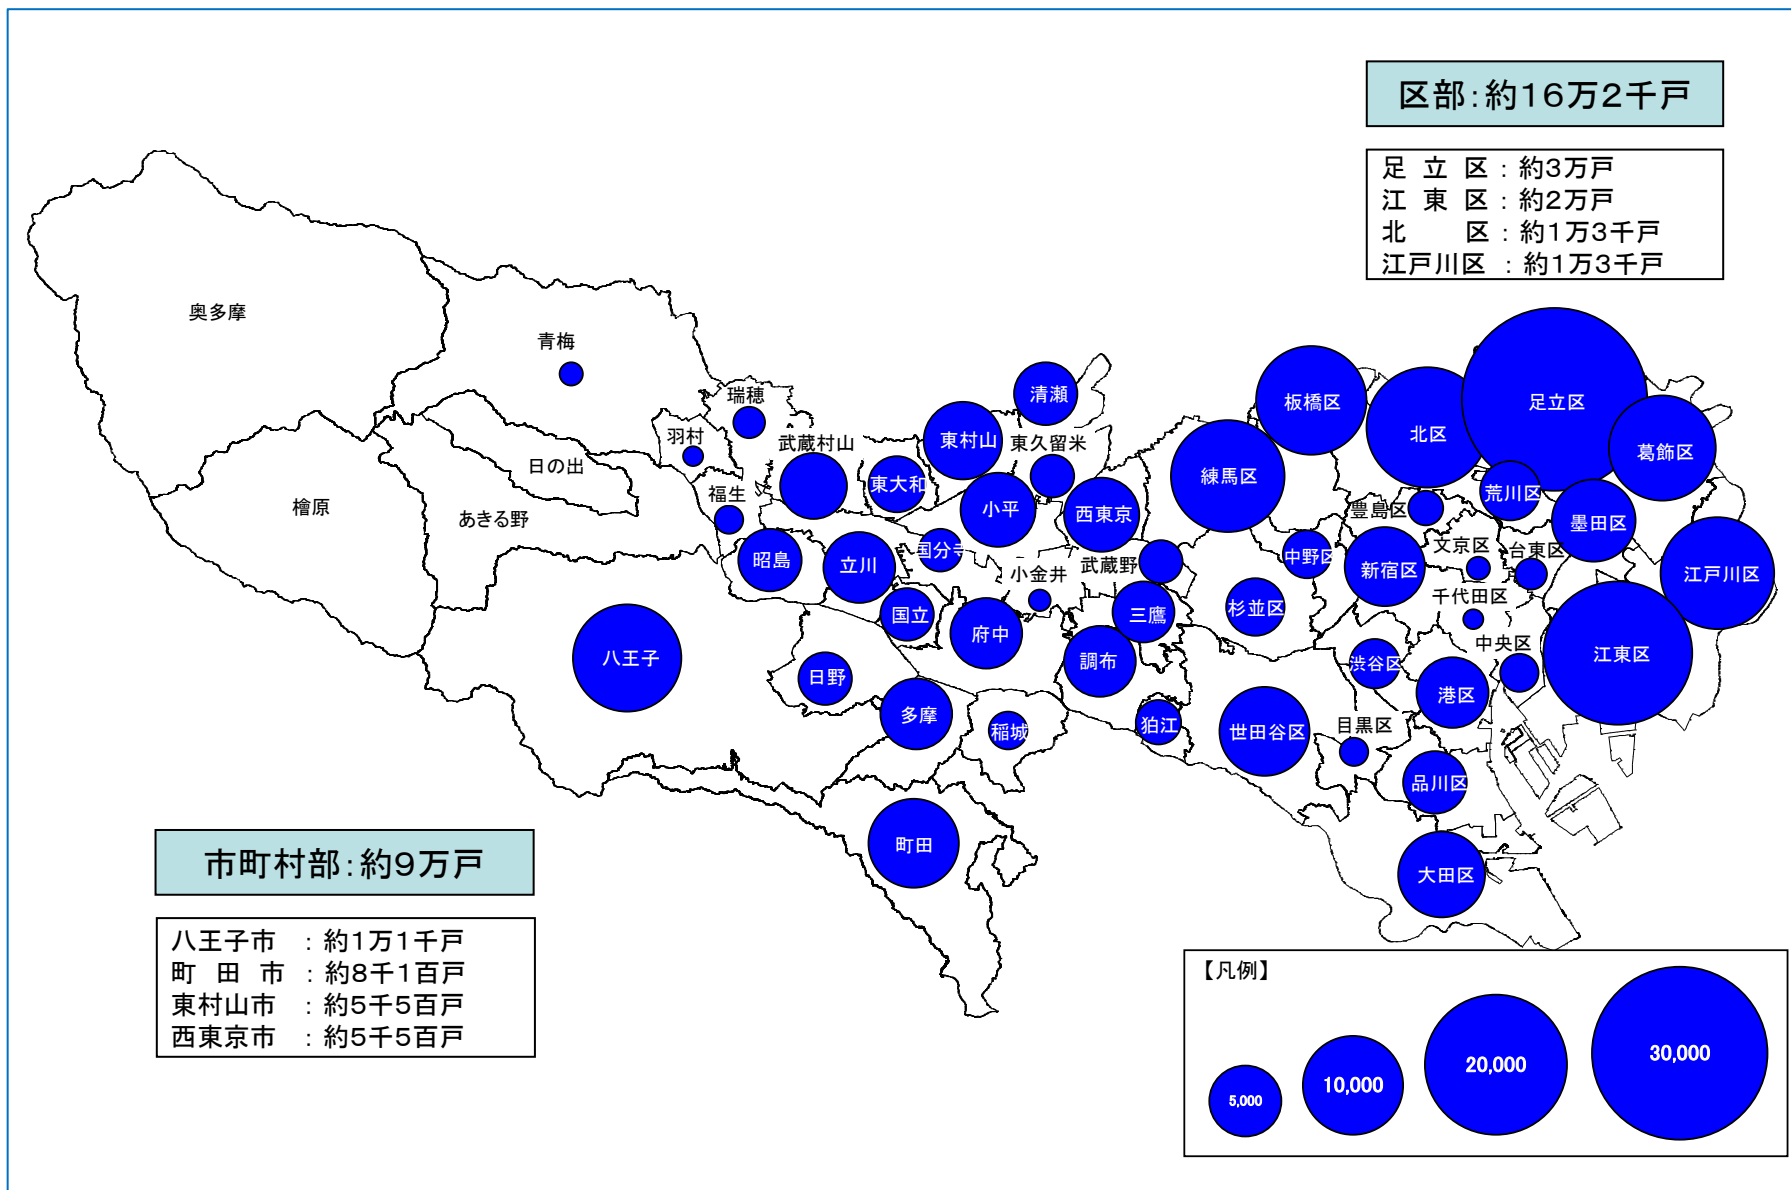 区部：約16万2千戸
足 立 区 ： 約3万戸
江 東 区 ： 約2万戸
北 区 ： 約1万3千戸
江戸川区 ： 約1万3千戸
奥多摩
青梅
瑞穂
羽村
日の出
檜原
あきる野
福生
武蔵村山
東大和
東村山
清瀬
東久留米
小平
西東京
昭島
立川
国分寺
小金井
武蔵野
国立
府中
三鷹
調布
八王子
日野
多摩
稲城
狛江
町田
板橋区
北区
足立区
葛飾区
練馬区
荒川区
豊島区
墨田区
中野区
新宿区
文京区
台東区
江戸川区
杉並区
千代田区
江東区
中央区
渋谷区
港区
世田谷区
目黒区
品川区
大田区
市町村部：約9万戸
八王子市 ： 約1万1千戸
町 田 市 ： 約8千1百戸
東村山市 ： 約5千5百戸
西東京市 ： 約5千5百戸
【凡例】
5,000
10,000
20,000
30,000